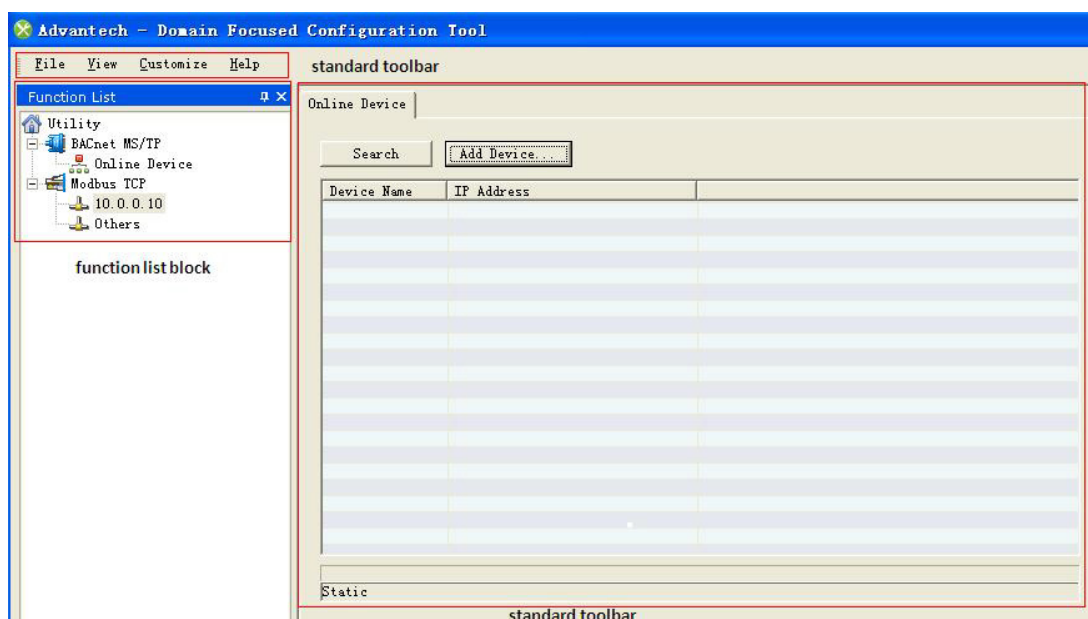 Advantech - Domain Focused Configuration Tool
File View Customize Help
standard toolbar
Function List
Utility
BACnet MS/TP
Online Device
Modbus TCP
10.0.0.10
Others
function list block
Online Device
Search
Add Device...
Device Name IP Address
Static
standard toolbar